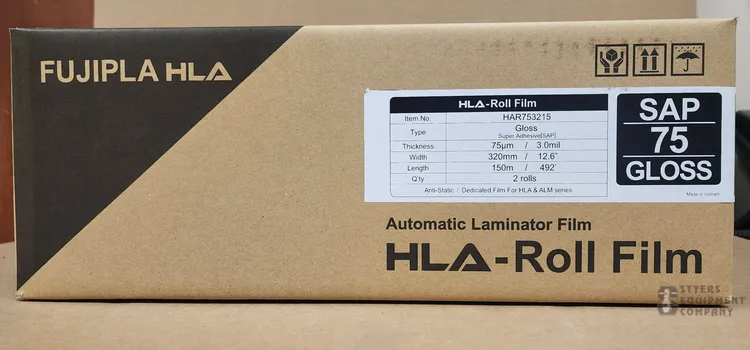 FUJIPLA HLA
HLA-Roll Film
Item No HAR753215
Type Gloss
Super Adhesive[SAP]
Thickness 75μm / 3.0mil
Width 320mm / 12.6"
Length 150m / 492'
Q'ty 2 rolls
Anti-Static / Dedicated Film For HLA & ALM series
SAP
75
GLOSS
Made in Vietnam
Automatic Laminator Film
HLA-Roll Film
STYERS
EQUIPMENT
COMPANY